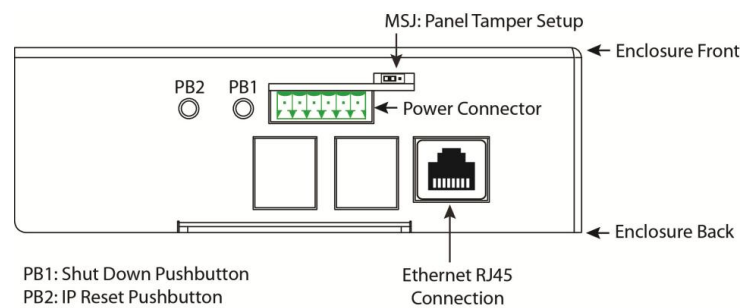 MSJ: Panel Tamper Setup
Enclosure Front
PB2 PB1
Power Connector
Enclosure Back
PB1: Shut Down Pushbutton
PB2: IP Reset Pushbutton
Ethernet RJ45
Connection